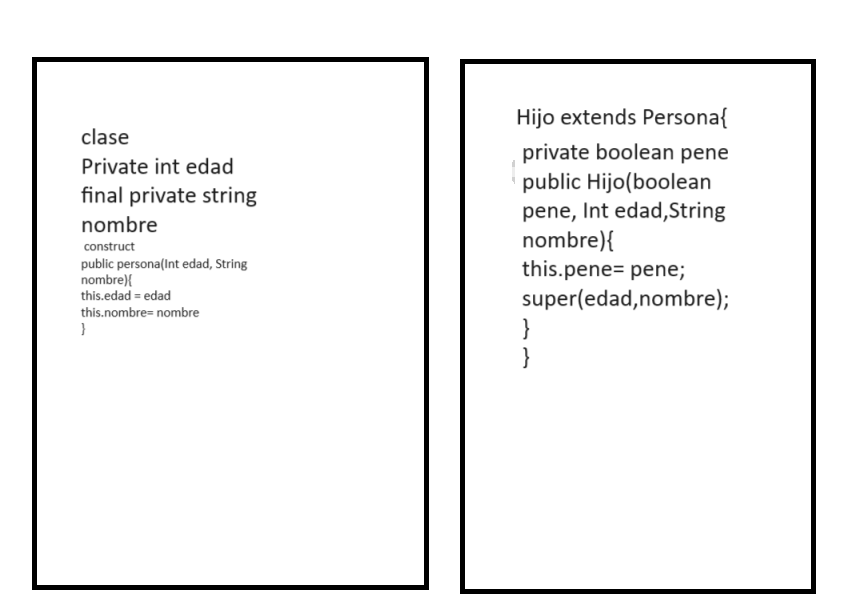 clase
Private int edad
final private string
nombre
construct
public persona(Int edad, String
nombre){
this.edad = edad
this.nombre= nombre
}
Hijo extends Persona{
private boolean pene
public Hijo(boolean
pene, Int edad,String
nombre){
this.pene= pene;
super(edad,nombre);
}
}